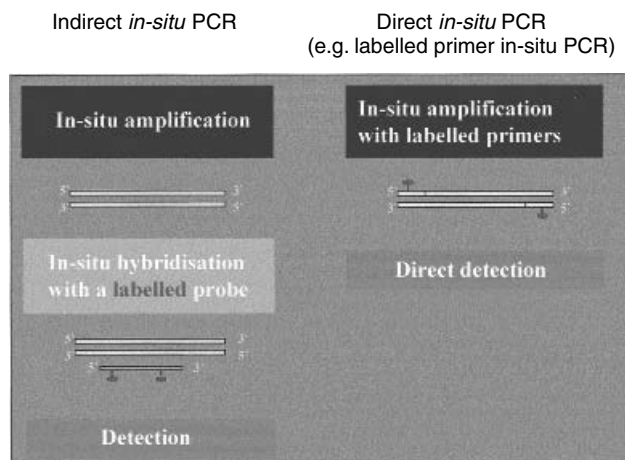 Indirect in-situ PCR
Direct in-situ PCR
(e.g. labelled primer in-situ PCR)
In-situ amplification
In-situ amplification
with labelled primers
5' 3'
3' 5'
5' 3'
3' 5'
In-situ hybridisation
with a labelled probe
Direct detection
5' 3'
3' 5'
5' 3'
Detection